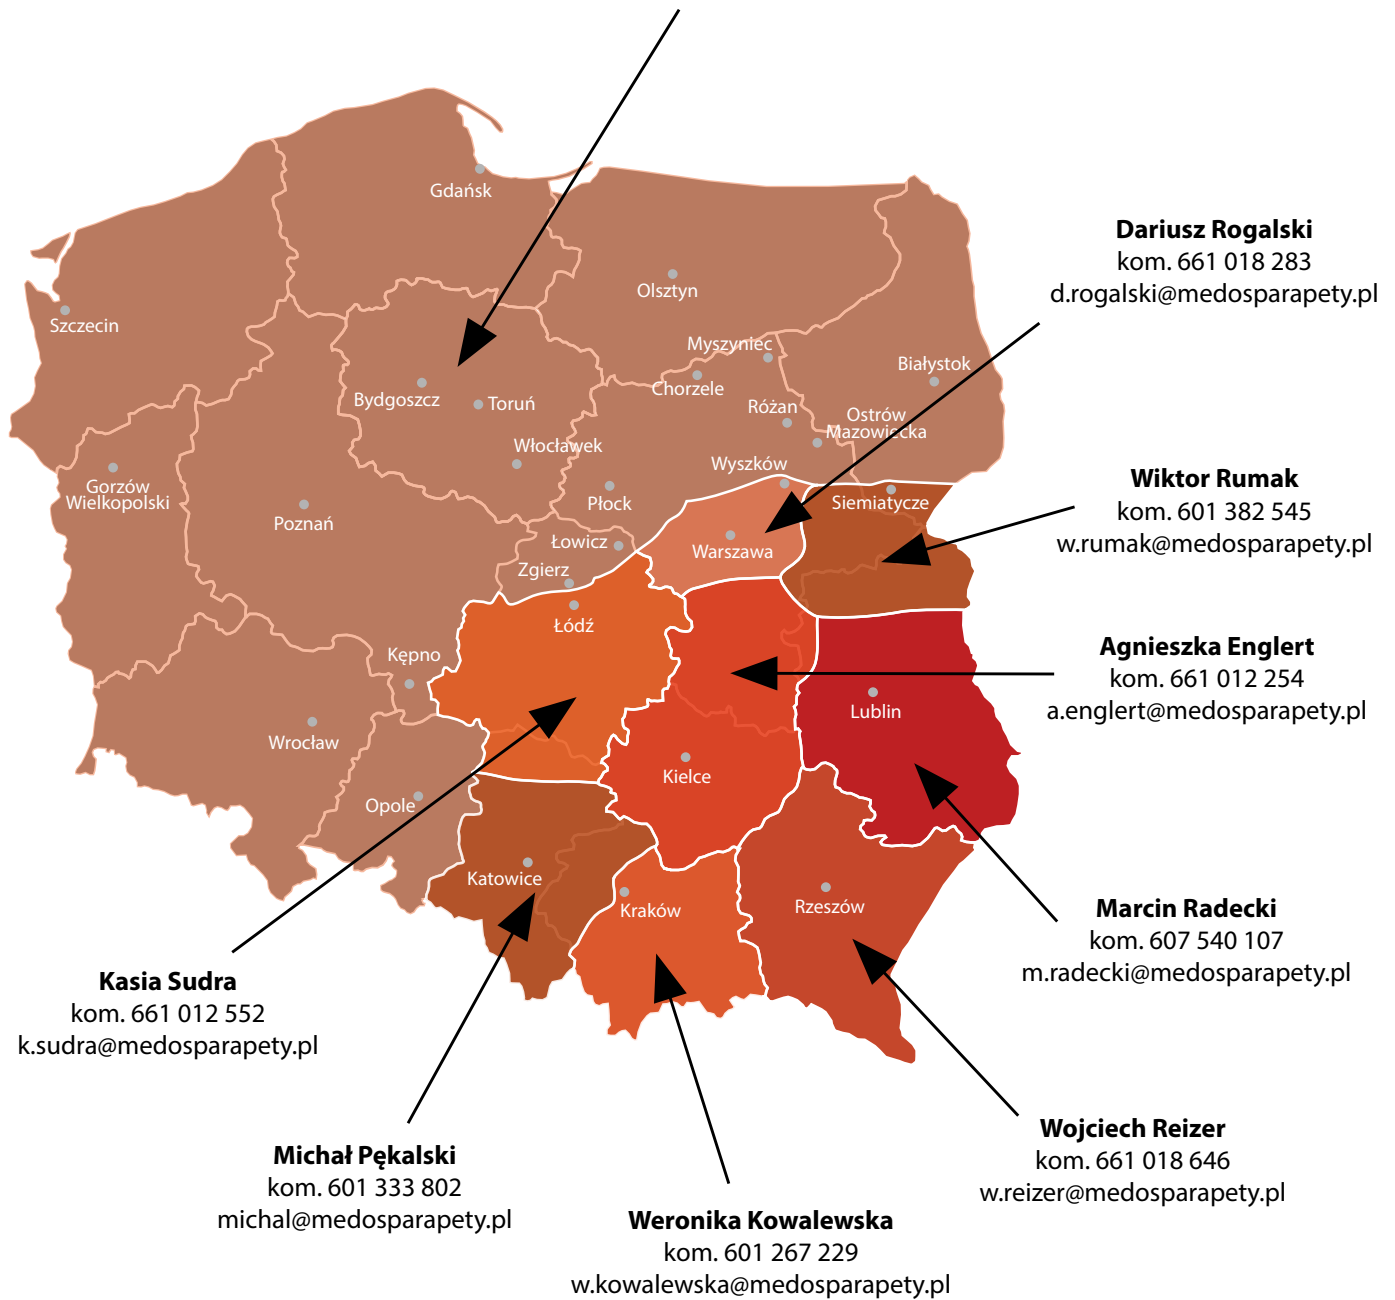 Gdańsk
Dariusz Rogalski
kom. 661 018 283
d.rogalski@medosparapety.pl
Olsztyn
Szczecin
Myszyniec
Białystok
Chorzele
Bydgoszcz
Toruń
Różan
Ostrów
Mazowiecka
Włocławek
Wyszków
Gorzów
Wielkopolski
Wiktor Rumak
kom. 601 382 545
w.rumak@medosparapety.pl
Płock
Siemiatycze
Poznań
Łowicz
Warszawa
Zgierz
Łódź
Kępno
Agnieszka Englert
kom. 661 012 254
a.englert@medosparapety.pl
Lublin
Wrocław
Kielce
Opole
Katowice
Kraków
Rzeszów
Marcin Radecki
kom. 607 540 107
m.radecki@medosparapety.pl
Kasia Sudra
kom. 661 012 552
k.sudra@medosparapety.pl
Wojciech Reizer
kom. 661 018 646
w.reizer@medosparapety.pl
Michał Pękalski
kom. 601 333 802
michal@medosparapety.pl
Weronika Kowalewska
kom. 601 267 229
w.kowalewska@medosparapety.pl